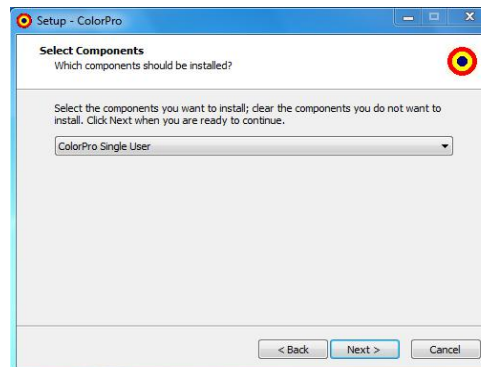 Setup - ColorPro
Select Components
Which components should be installed?
Select the components you want to install; clear the components you do not want to
install. Click Next when you are ready to continue.
ColorPro Single User
< Back Next > Cancel